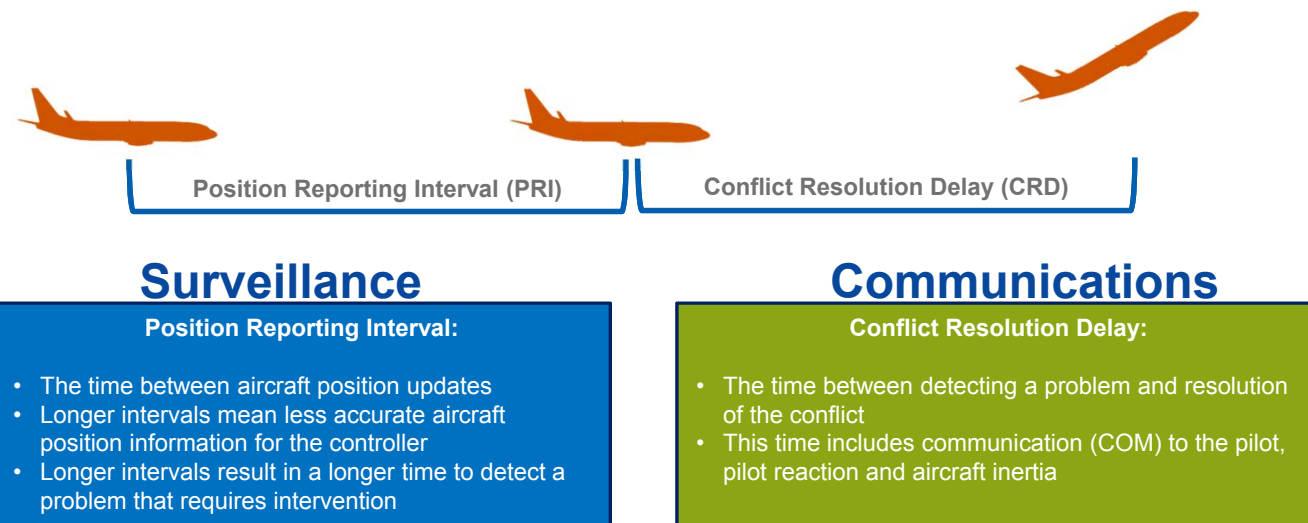 Position Reporting Interval (PRI)
Conflict Resolution Delay (CRD)
Surveillance
Position Reporting Interval:
• The time between aircraft position updates
• Longer intervals mean less accurate aircraft
position information for the controller
• Longer intervals result in a longer time to detect a
problem that requires intervention
Communications
Conflict Resolution Delay:
• The time between detecting a problem and resolution
of the conflict
• This time includes communication (COM) to the pilot,
pilot reaction and aircraft inertia